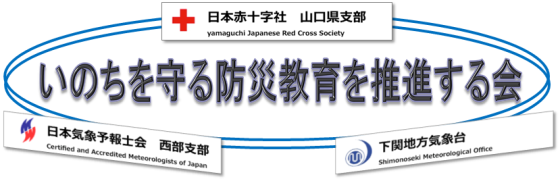 日本赤十字社 山口県支部
yamaguchi Japanese Red Cross Society
いのちを守る防災教育を推進する会
日本気象予報士会 西部支部
Certified and Accredited Meteorologists of Japan
下関地方気象台
Shimonoseki Meteorological Office